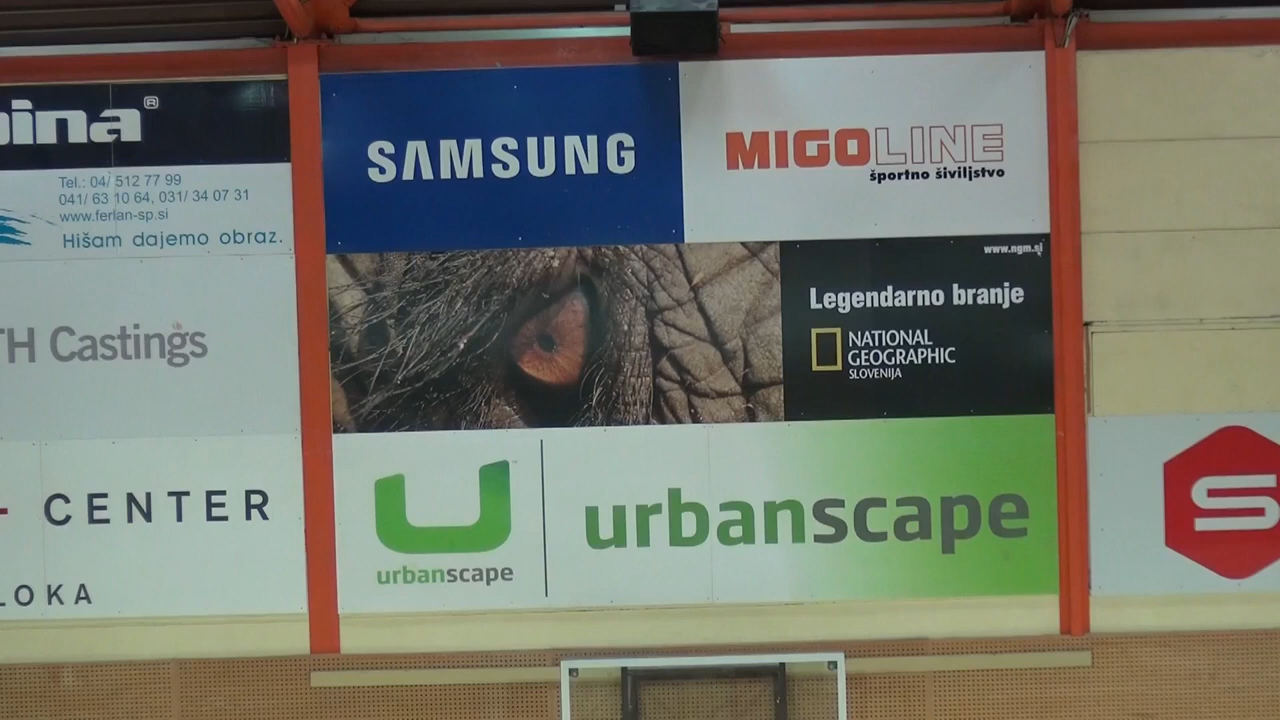 Tel.: 04/ 512 77 99
041/ 63 10 64, 031/ 34 07 31
www.ferlan-sp.si
Hišam dajemo obraz.
TH Castings
CENTER
LOKA
SAMSUNG
MIGOLINE
športno šiviljstvo
www.ngm.si
Legendarno branje
NATIONAL
GEOGRAPHIC
SLOVENIJA
urbanscape
urbanscape